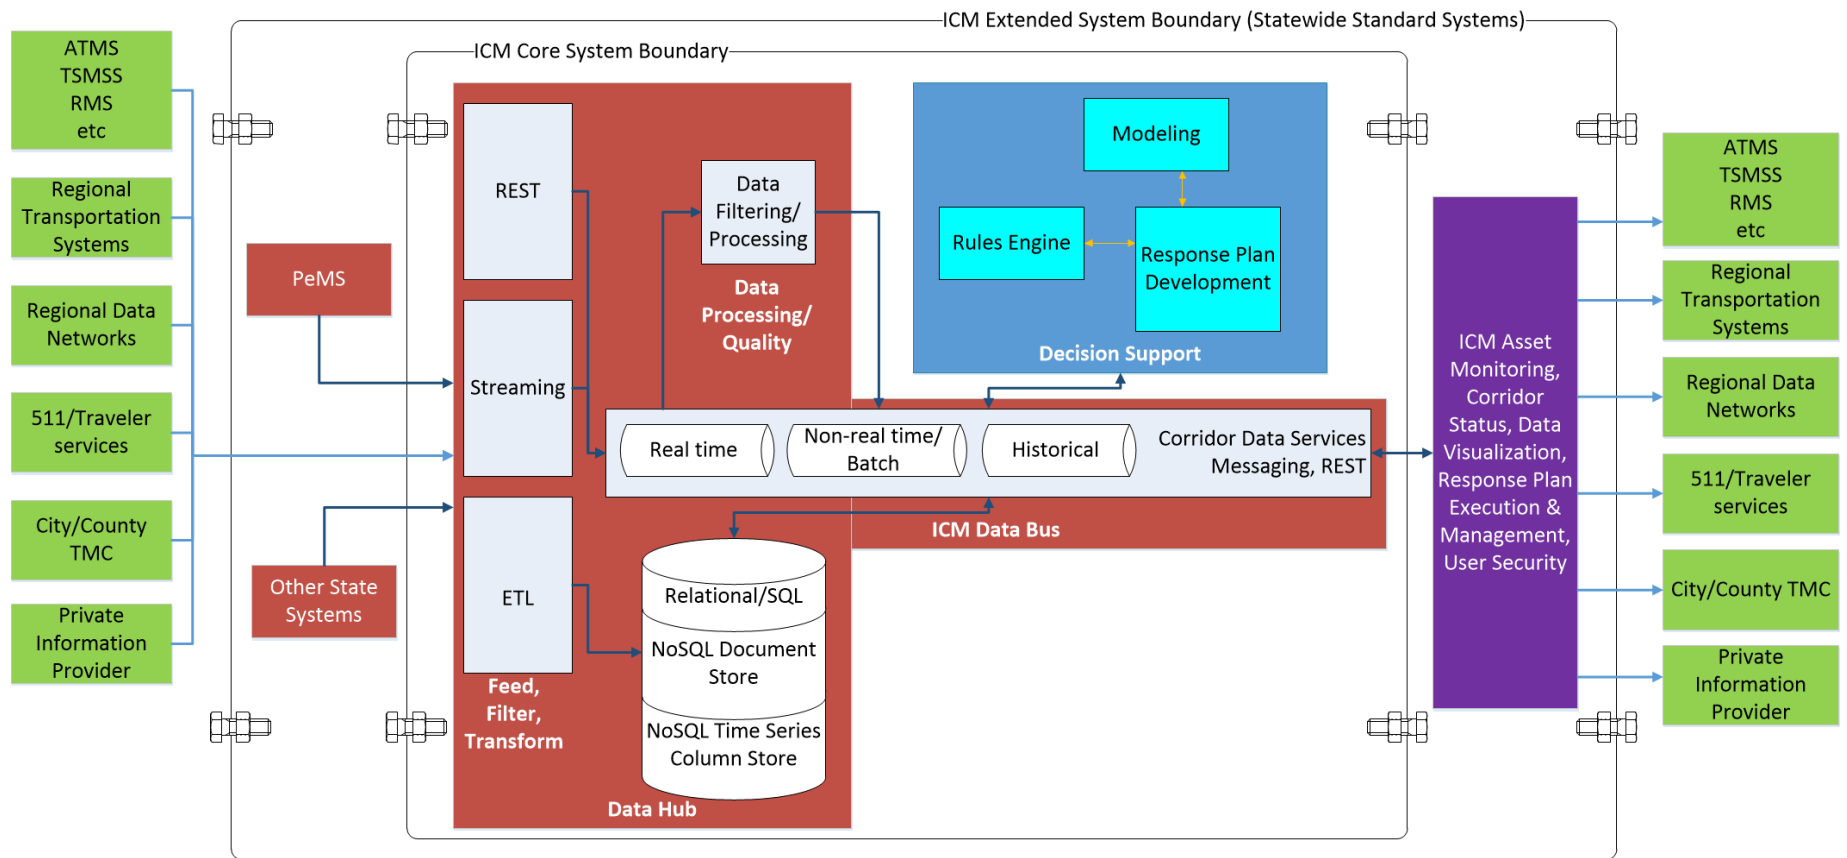 ICM Extended System Boundary (Statewide Standard Systems)
ICM Core System Boundary
ATMS
TSMSS
RMS
etc
Regional
Transportation
Systems
Regional Data
Networks
511/Traveler
services
City/County
TMC
Private
Information
Provider
PeMS
Other State
Systems
REST
Streaming
ETL
Feed,
Filter,
Transform
Data
Filtering/
Processing
Data
Processing/
Quality
Modeling
Rules Engine
Response Plan
Development
Decision Support
Real time
Non-real time/
Batch
Historical
Corridor Data Services
Messaging, REST
ICM Data Bus
Relational/SQL
NoSQL Document
Store
NoSQL Time Series
Column Store
Data Hub
ICM Asset
Monitoring,
Corridor
Status, Data
Visualization,
Response Plan
Execution &
Management,
User Security
ATMS
TSMSS
RMS
etc
Regional
Transportation
Systems
Regional Data
Networks
511/Traveler
services
City/County TMC
Private
Information
Provider